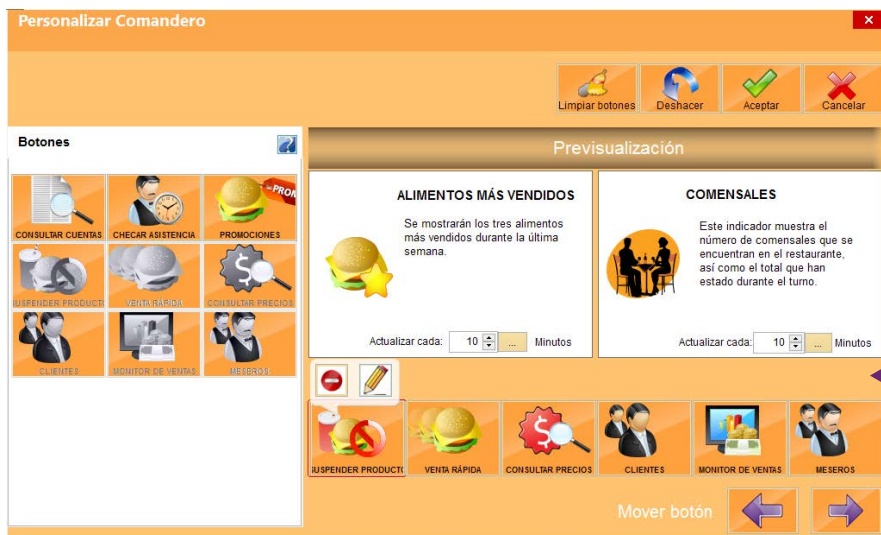 Personalizar Comandero
Limpiar botones
Deshacer
Aceptar
Cancelar
Botones
Previsualización
CONSULTAR CUENTAS
CHECAR ASISTENCIA
PROMOCIONES
PROM
USPENDER PRODUCT
VENTA RÁPIDA
CONSULTAR PRECIOS
CLIENTES
MONITOR DE VENTAS
MESEROS
ALIMENTOS MÁS VENDIDOS
Se mostrarán los tres alimentos
más vendidos durante la última
semana.
Actualizar cada: 10 ... Minutos
COMENSALES
Este indicador muestra el
número de comensales que se
encuentran en el restaurante,
así como el total que han
estado durante el turno.
Actualizar cada: 10 ... Minutos
USPENDER PRODUCTO
VENTA RÁPIDA
CONSULTAR PRECIOS
CLIENTES
MONITOR DE VENTAS
MESEROS
Mover botón